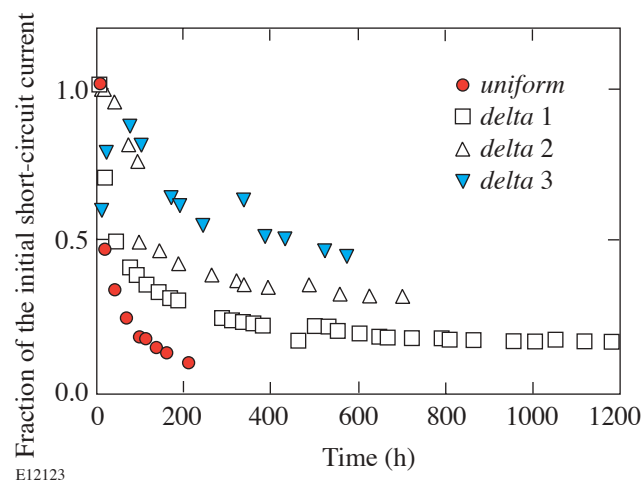 Fraction of the initial short-circuit current
1.0
0.5
0.0
uniform
delta 1
delta 2
delta 3
0 200 400 600 800 1000 1200
Time (h)
E12123